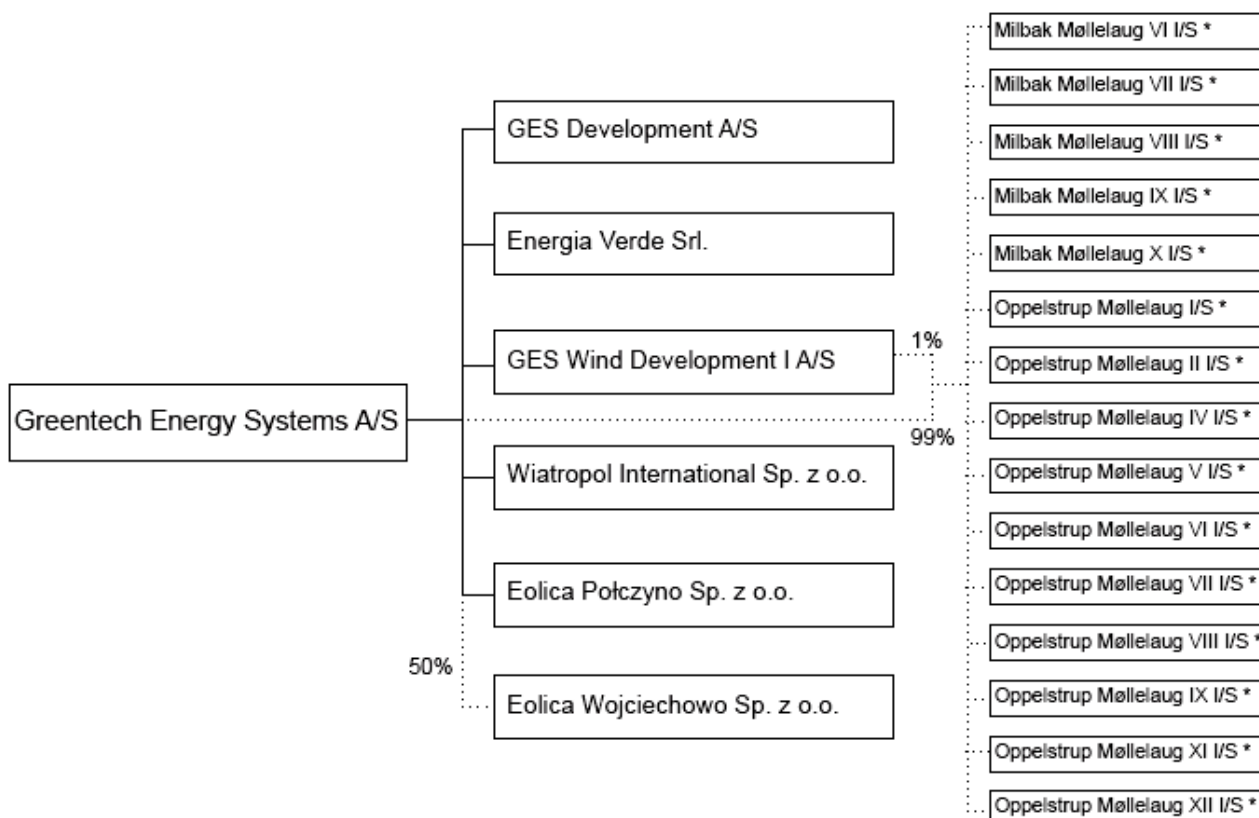 Greentech Energy Systems A/S
GES Development A/S
Energia Verde Srl.
GES Wind Development I A/S
Wiatropol International Sp. z o.o.
Eolica Połczyno Sp. z o.o.
50%
Eolica Wojciechowo Sp. z o.o.
1%
99%
Milbak Møllelaug VI I/S *
Milbak Møllelaug VII I/S *
Milbak Møllelaug VIII I/S *
Milbak Møllelaug IX I/S *
Milbak Møllelaug X I/S *
Oppelstrup Møllelaug I/S *
Oppelstrup Møllelaug II I/S *
Oppelstrup Møllelaug IV I/S *
Oppelstrup Møllelaug V I/S *
Oppelstrup Møllelaug VI I/S *
Oppelstrup Møllelaug VII I/S *
Oppelstrup Møllelaug VIII I/S *
Oppelstrup Møllelaug IX I/S *
Oppelstrup Møllelaug XI I/S *
Oppelstrup Møllelaug XII I/S *